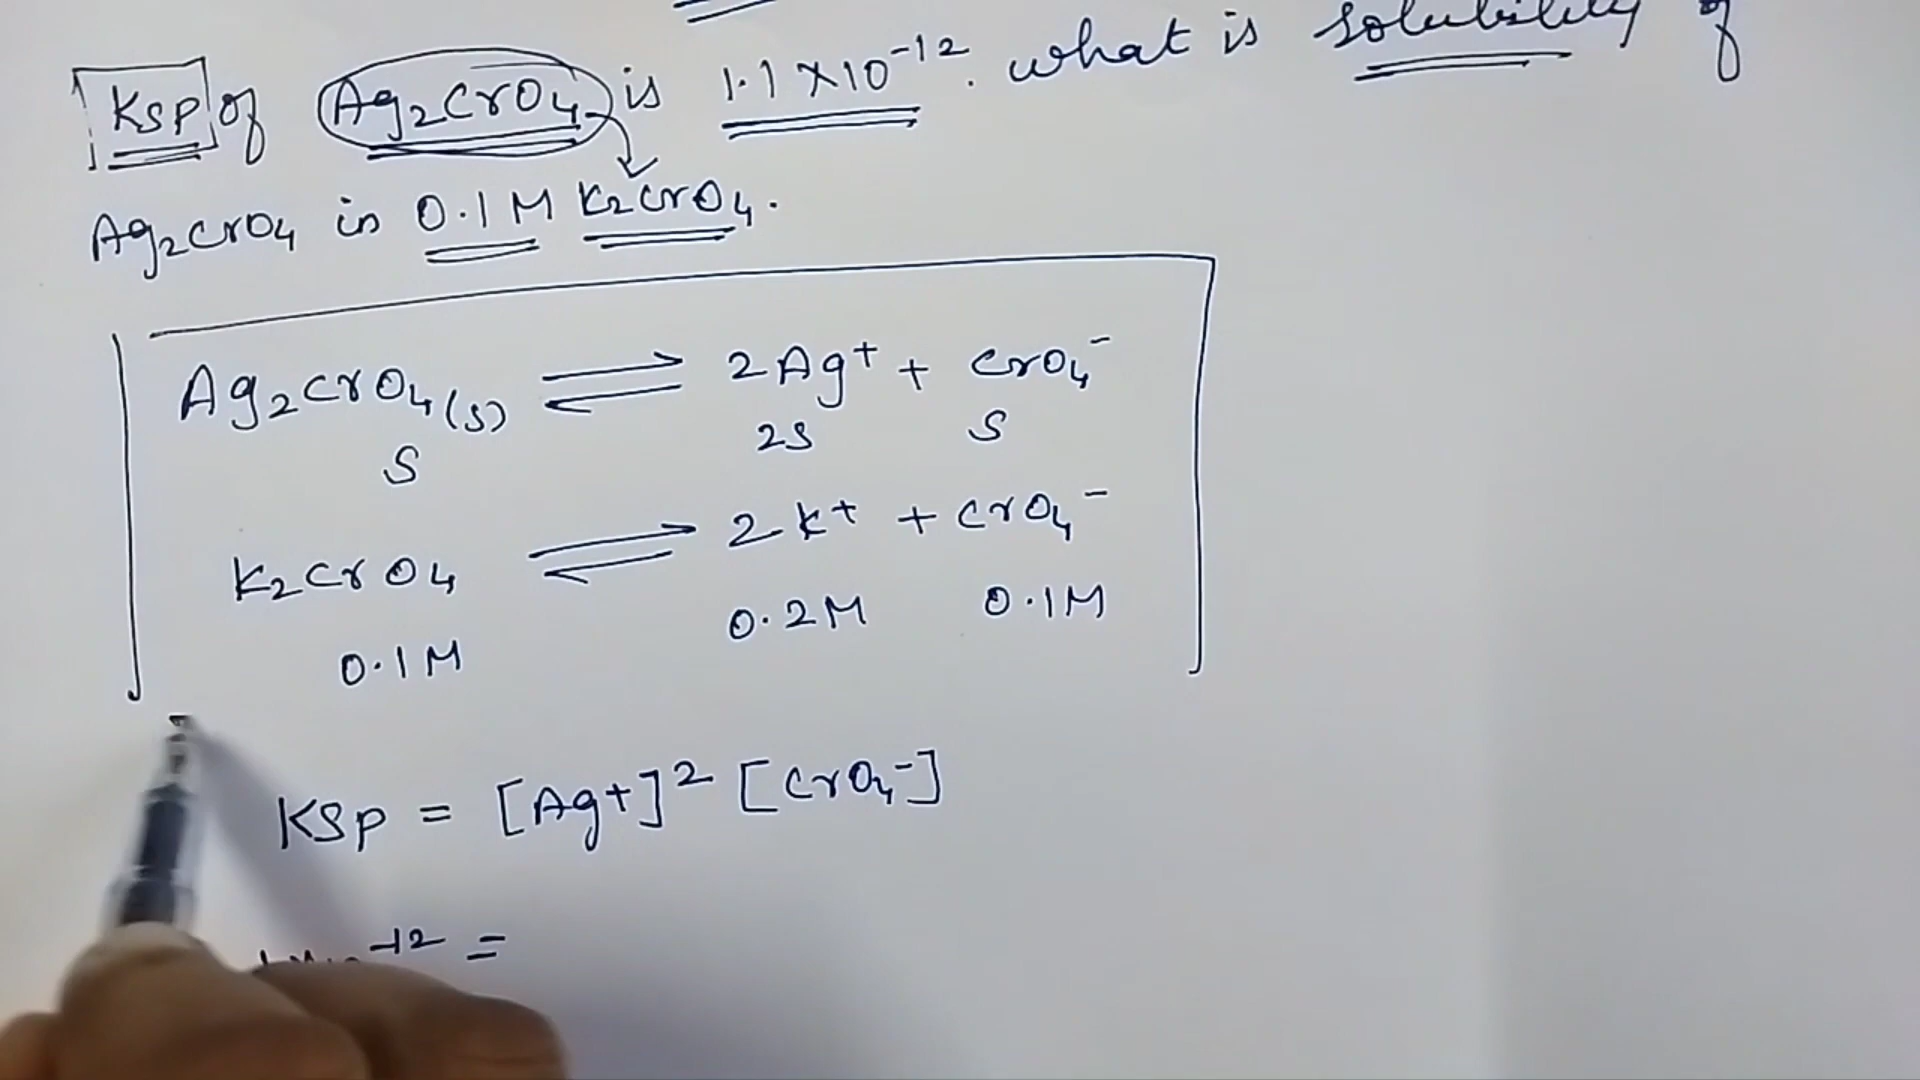 Ksp of Ag₂CrO₄ is 1.1 × 10⁻¹². what is solubility of
Ag₂CrO₄ in 0.1 M K₂CrO₄.
Ag₂CrO₄(s) ⇌ 2Ag⁺ + CrO₄⁻
S 2S S
K₂CrO₄ ⇌ 2K⁺ + CrO₄⁻
0.1M 0.2M 0.1M
Ksp = [Ag+]² [CrO₄⁻]
⁻¹² =